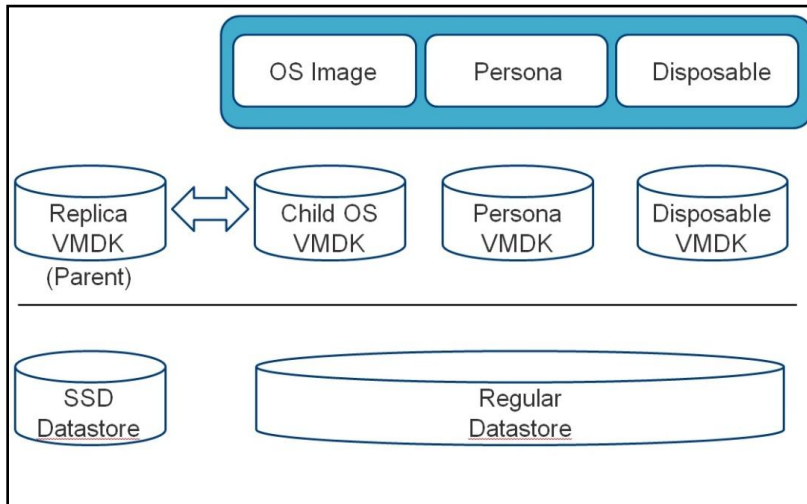 OS Image
Persona
Disposable
Replica
VMDK
(Parent)
Child OS
VMDK
Persona
VMDK
Disposable
VMDK
SSD
Datastore
Regular
Datastore